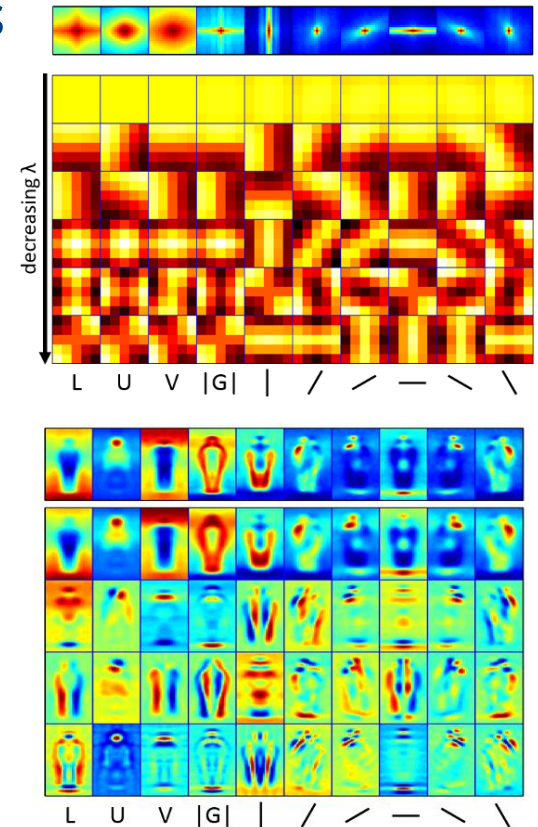 S
decreasing λ
L U V |G| | / ⟋ — ⟍ \
L U V |G| | / ⟋ — ⟍ \